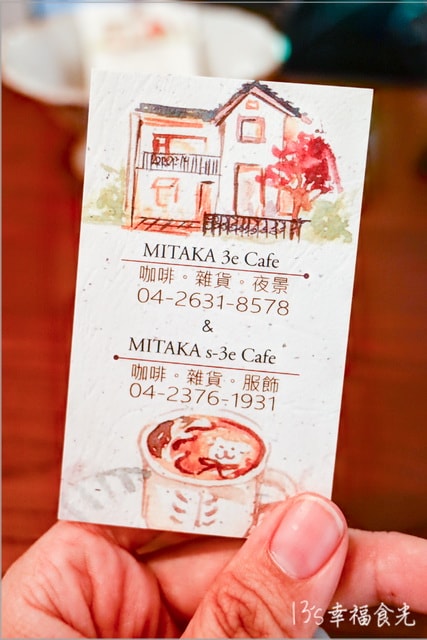 MITAKA 3e Cafe
咖啡。雜貨。夜景
04-2631-8578
&
MITAKA s-3e Cafe
咖啡。雜貨。服飾
04-2376-1931
13's幸福食光